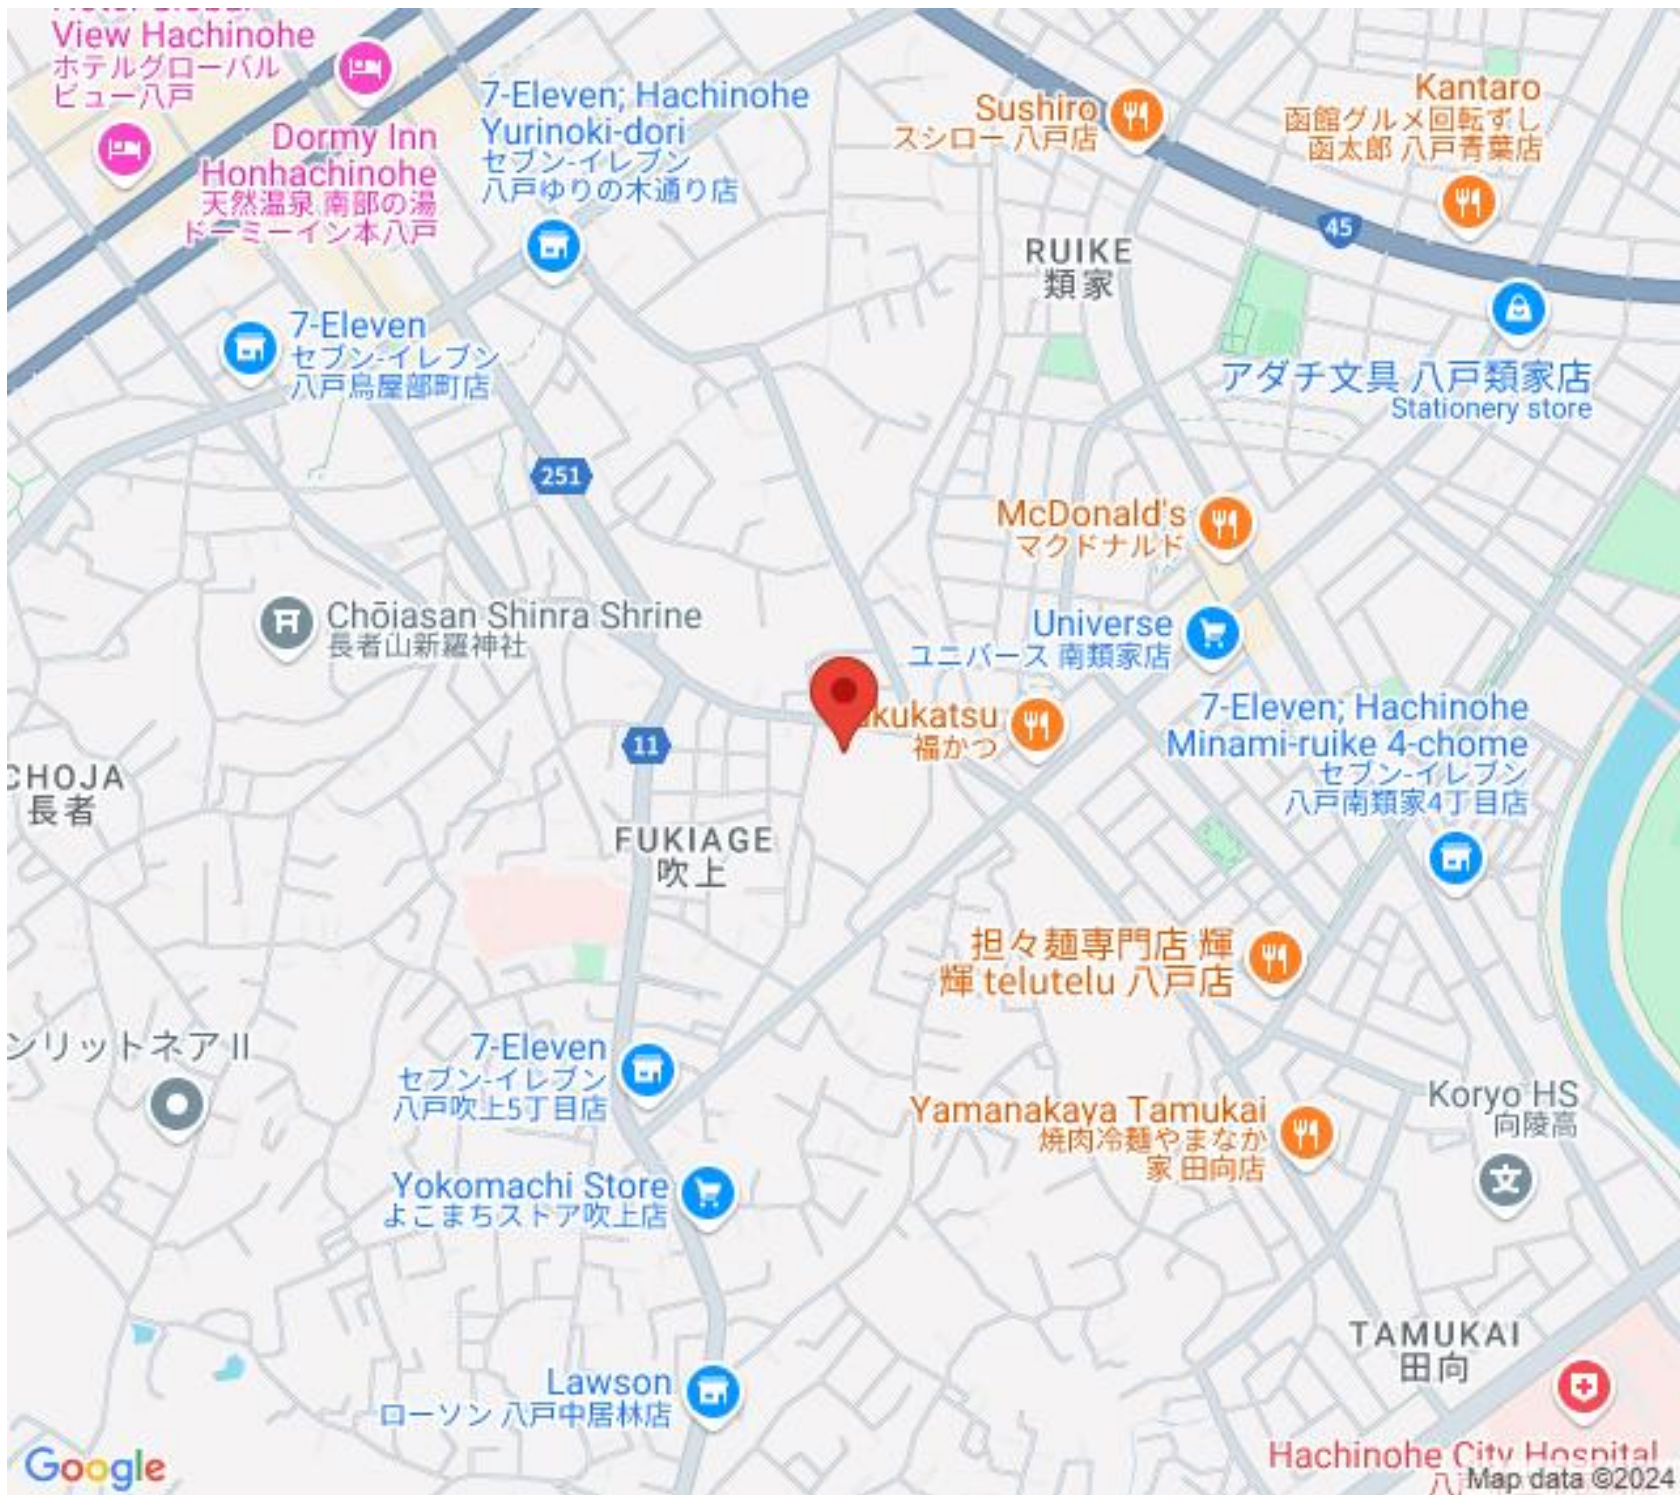 View Hachinohe
ホテルグローバル
ビュー八戸
Dormy Inn
Honhachinohe
天然温泉 南部の湯
ドーミーイン本八戸
7-Eleven; Hachinohe
Yurinoki-dori
セブン-イレブン
八戸ゆりの木通り店
Sushiro
スシロー 八戸店
Kantaro
函館グルメ回転ずし
函太郎 八戸青葉店
45
RUIKE
類家
7-Eleven
セブン-イレブン
八戸鳥屋部町店
アダチ文具 八戸類家店
Stationery store
251
McDonald's
マクドナルド
Chōjasan Shinra Shrine
長者山新羅神社
Universe
ユニバース 南類家店
ukukatsu
福かつ
7-Eleven; Hachinohe
Minami-ruike 4-chome
セブン-イレブン
八戸南類家4丁目店
11
CHOJA
長者
FUKIAGE
吹上
担々麺専門店 輝
輝 telutelu 八戸店
ンリットネア II
7-Eleven
セブン-イレブン
八戸吹上5丁目店
Koryo HS
向陵高
Yamanakaya Tamukai
焼肉冷麺やまなか
家 田向店
Yokomachi Store
よこまちストア吹上店
TAMUKAI
田向
Lawson
ローソン 八戸中居林店
Hachinohe City Hospital
Google
Map data ©2024